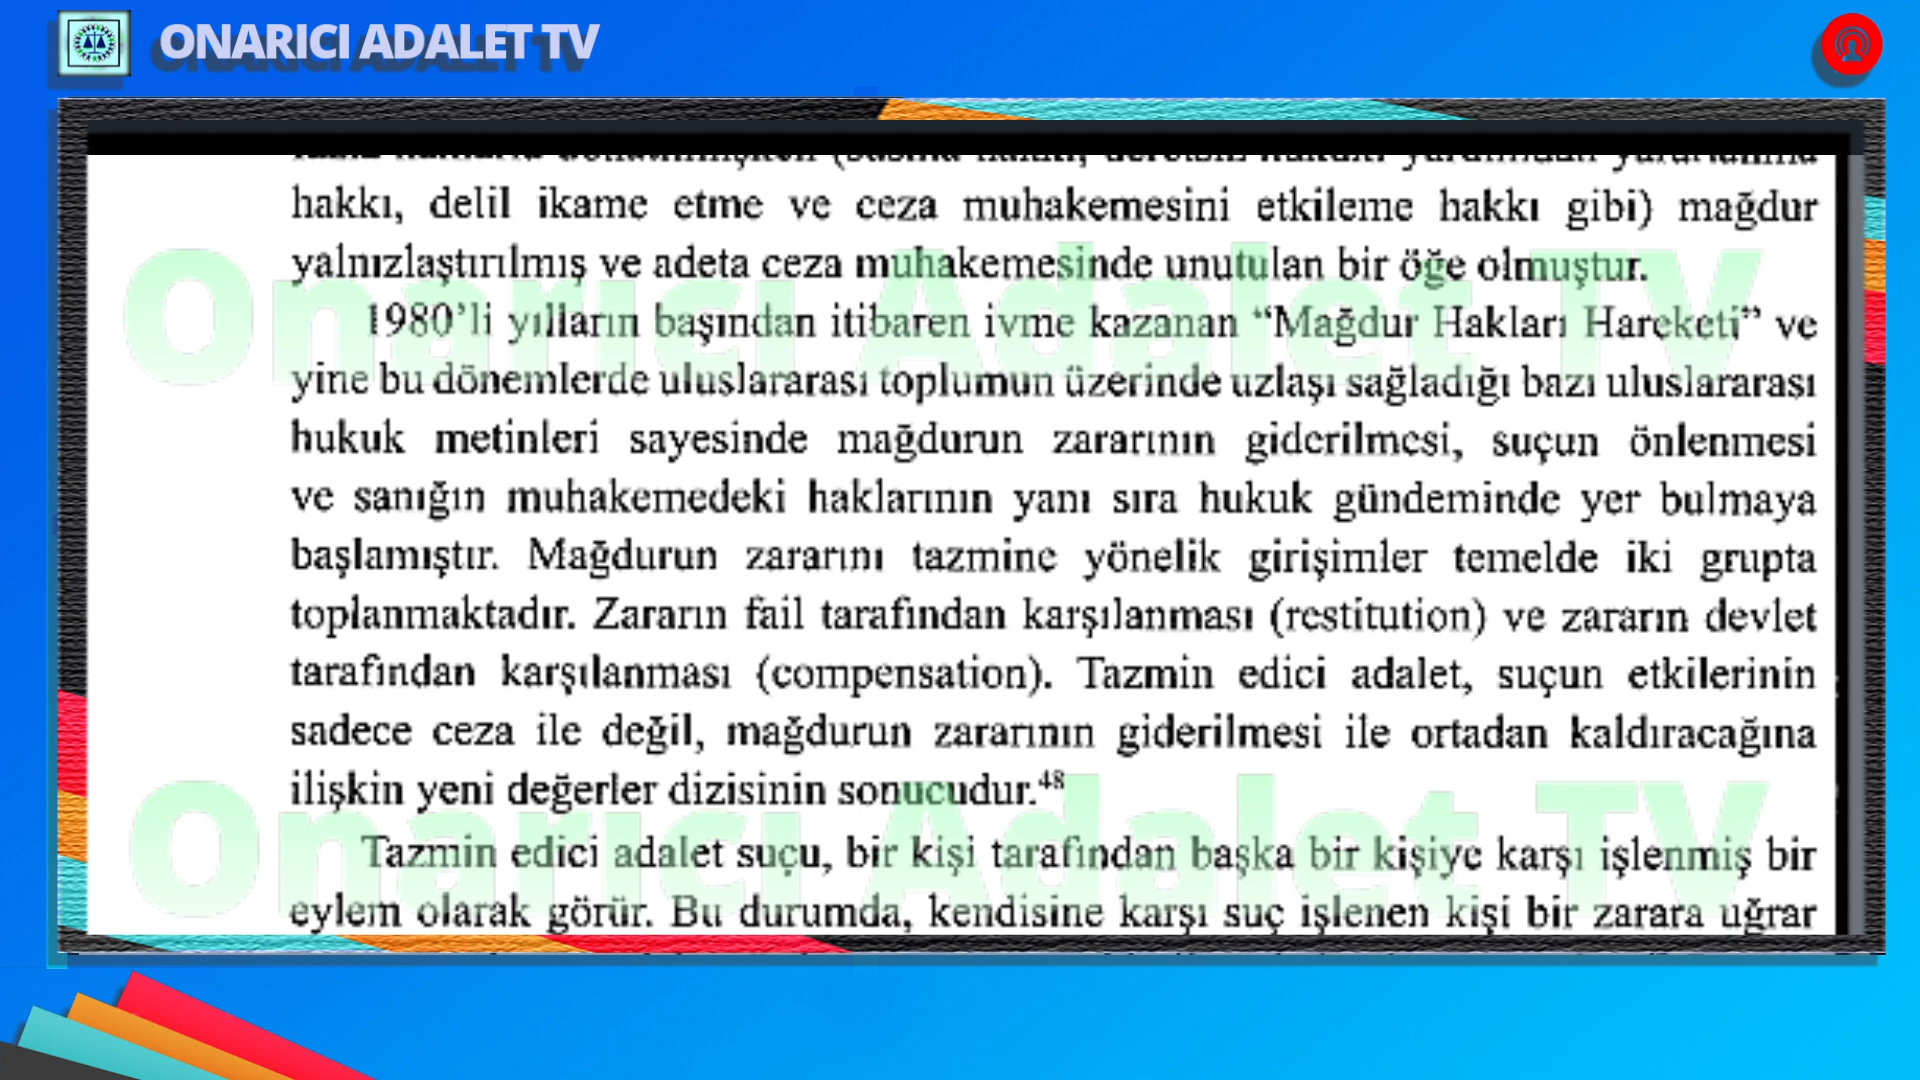 ONARICI ADALET TV
hakkı, delil ikame etme ve ceza muhakemesini etkileme hakkı gibi) mağdur
yalnızlaştırılmış ve adeta ceza muhakemesinde unutulan bir öğe olmuştur.
1980’li yılların başından itibaren ivme kazanan “Mağdur Hakları Hareketi” ve
yine bu dönemlerde uluslararası toplumun üzerinde uzlaşı sağladığı bazı uluslararası
hukuk metinleri sayesinde mağdurun zararının giderilmesi, suçun önlenmesi
ve sanığın muhakemedeki haklarının yanı sıra hukuk gündeminde yer bulmaya
başlamıştır. Mağdurun zararını tazmine yönelik girişimler temelde iki grupta
toplanmaktadır. Zararın fail tarafından karşılanması (restitution) ve zararın devlet
tarafından karşılanması (compensation). Tazmin edici adalet, suçun etkilerinin
sadece ceza ile değil, mağdurun zararının giderilmesi ile ortadan kaldıracağına
ilişkin yeni değerler dizisinin sonucudur.48
Tazmin edici adalet suçu, bir kişi tarafından başka bir kişiye karşı işlenmiş bir
eylem olarak görür. Bu durumda, kendisine karşı suç işlenen kişi bir zarara uğrar
Onarıcı Adalet TV
Onarıcı Adalet TV